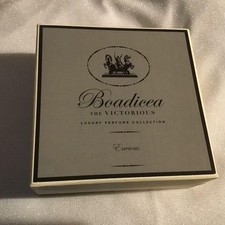 Boadicea
THE VICTORIOUS
LUXURY PERFUME COLLECTION